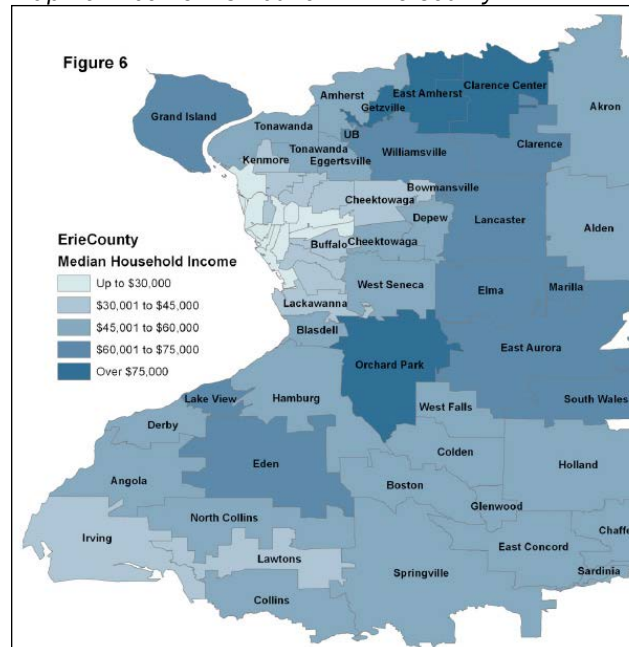 Figure 6
Grand Island
Amherst
Getzville
East Amherst
Clarence Center
Akron
Tonawanda
UB
Tonawanda
Kenmore
Eggertsville
Williamsville
Clarence
Bowmansville
Cheektowaga
Depew
Lancaster
Alden
Buffalo
Cheektowaga
ErieCounty
Median Household Income
Up to $30,000
$30,001 to $45,000
$45,001 to $60,000
$60,001 to $75,000
Over $75,000
West Seneca
Elma
Marilla
Lackawanna
Blasdell
Orchard Park
East Aurora
Lake View
Hamburg
West Falls
South Wales
Derby
Colden
Eden
Holland
Angola
Boston
Glenwood
North Collins
Chaffe
Irving
East Concord
Lawtons
Springville
Sardinia
Collins